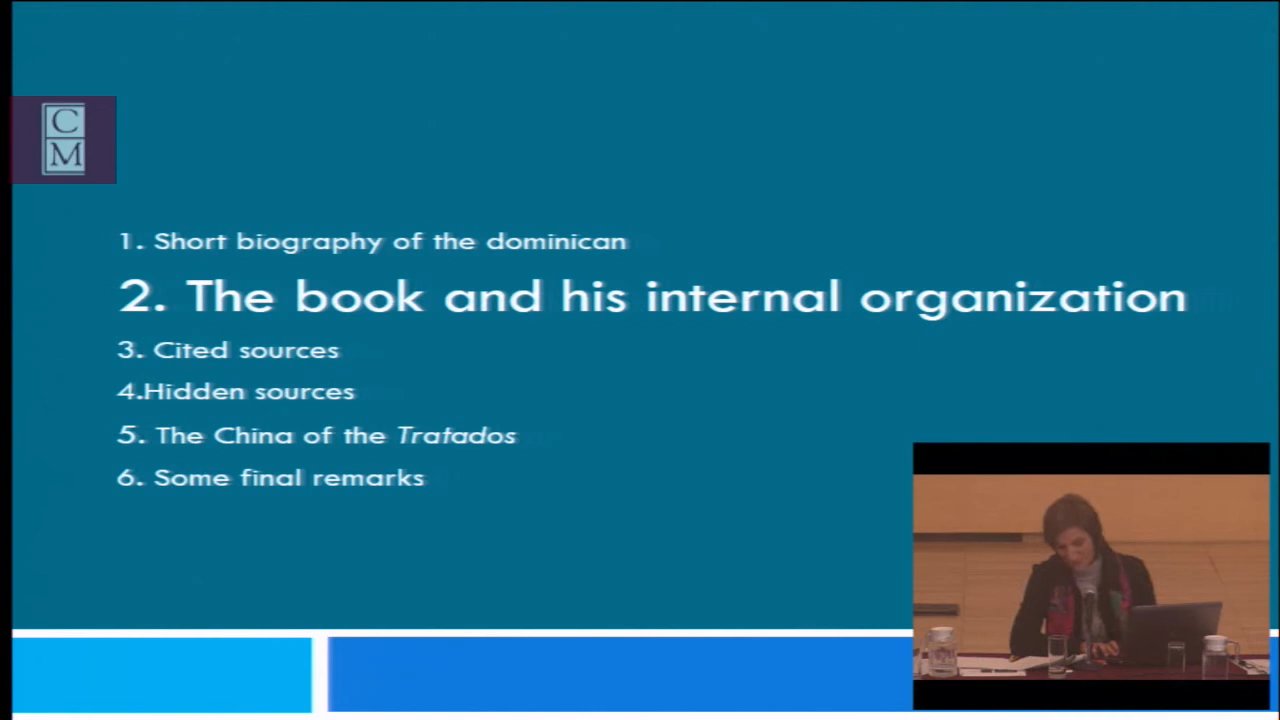 C
M
1. Short biography of the dominican
2. The book and his internal organization
3. Cited sources
4.Hidden sources
5. The China of the Tratados
6. Some final remarks